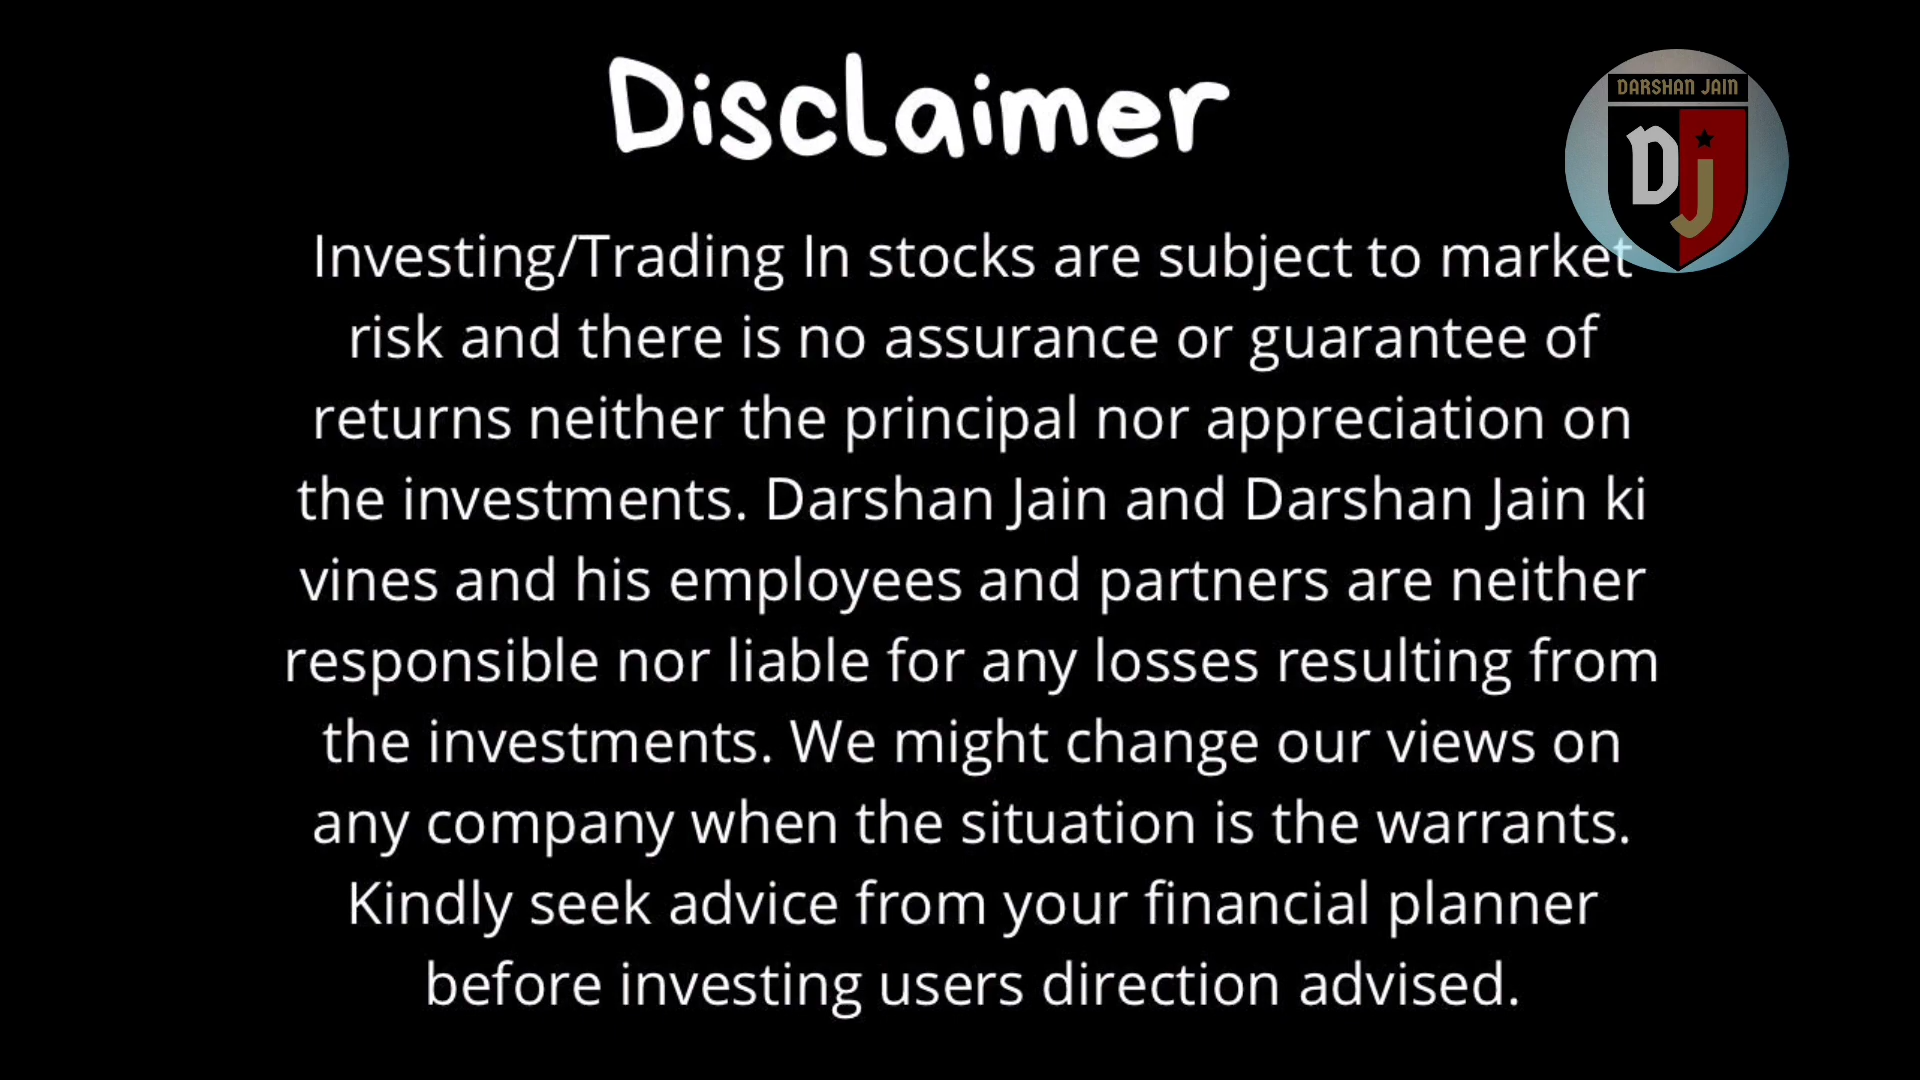 Disclaimer
DARSHAN JAIN
DJ
Investing/Trading In stocks are subject to market
risk and there is no assurance or guarantee of
returns neither the principal nor appreciation on
the investments. Darshan Jain and Darshan Jain ki
vines and his employees and partners are neither
responsible nor liable for any losses resulting from
the investments. We might change our views on
any company when the situation is the warrants.
Kindly seek advice from your financial planner
before investing users direction advised.